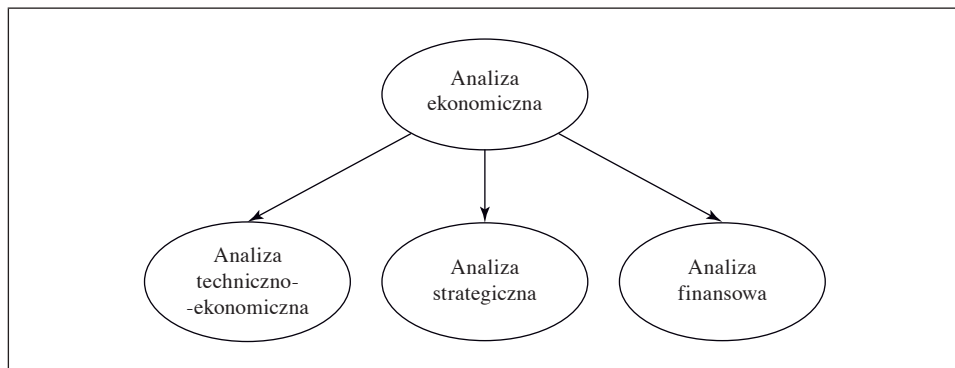 Analiza
ekonomiczna
Analiza
techniczno-
-ekonomiczna
Analiza
strategiczna
Analiza
finansowa